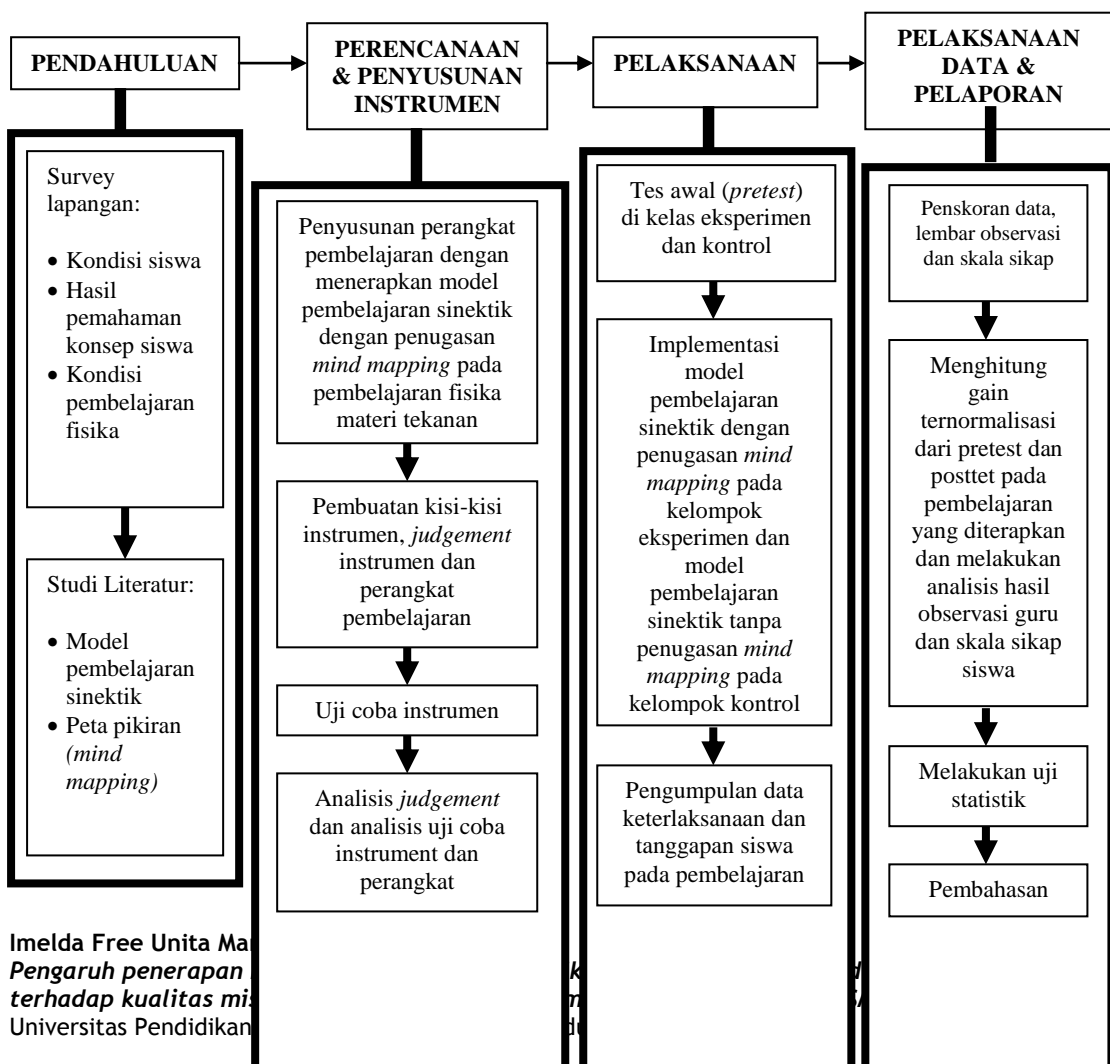 PENDAHULUAN
PERENCANAAN
& PENYUSUNAN
INSTRUMEN
PELAKSANAAN
PELAKSANAAN
DATA &
PELAPORAN
Survey
lapangan:
• Kondisi siswa
• Hasil
pemahaman
konsep siswa
• Kondisi
pembelajaran
fisika
Studi Literatur:
• Model
pembelajaran
sinektik
• Peta pikiran
(mind
mapping)
Penyusunan perangkat
pembelajaran dengan
menerapkan model
pembelajaran sinektik
dengan penugasan
mind mapping pada
pembelajaran fisika
materi tekanan
Pembuatan kisi-kisi
instrumen, judgement
instrumen dan
perangkat
pembelajaran
Uji coba instrumen
Analisis judgement
dan analisis uji coba
instrument dan
perangkat
Tes awal (pretest)
di kelas eksperimen
dan kontrol
Implementasi
model
pembelajaran
sinektik dengan
penugasan mind
mapping pada
kelompok
eksperimen dan
model
pembelajaran
sinektik tanpa
penugasan mind
mapping pada
kelompok kontrol
Pengumpulan data
keterlaksanaan dan
tanggapan siswa
pada pembelajaran
Penskoran data,
lembar observasi
dan skala sikap
Menghitung
gain
ternormalisasi
dari pretest dan
posttet pada
pembelajaran
yang diterapkan
dan melakukan
analisis hasil
observasi guru
dan skala sikap
siswa
Melakukan uji
statistik
Pembahasan
Imelda Free Unita
Pengaruh penerapan
terhadap kualitas
Universitas Pendidikan